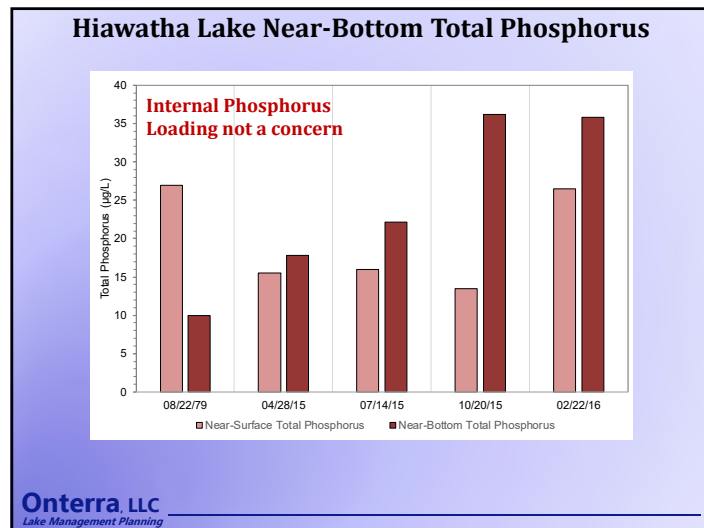 Hiawatha Lake Near-Bottom Total Phosphorus
Internal Phosphorus
Loading not a concern
Total Phosphorus (µg/L)
40
35
30
25
20
15
10
5
0
08/22/79 04/28/15 07/14/15 10/20/15 02/22/16
Near-Surface Total Phosphorus Near-Bottom Total Phosphorus
Onterra, LLC
Lake Management Planning